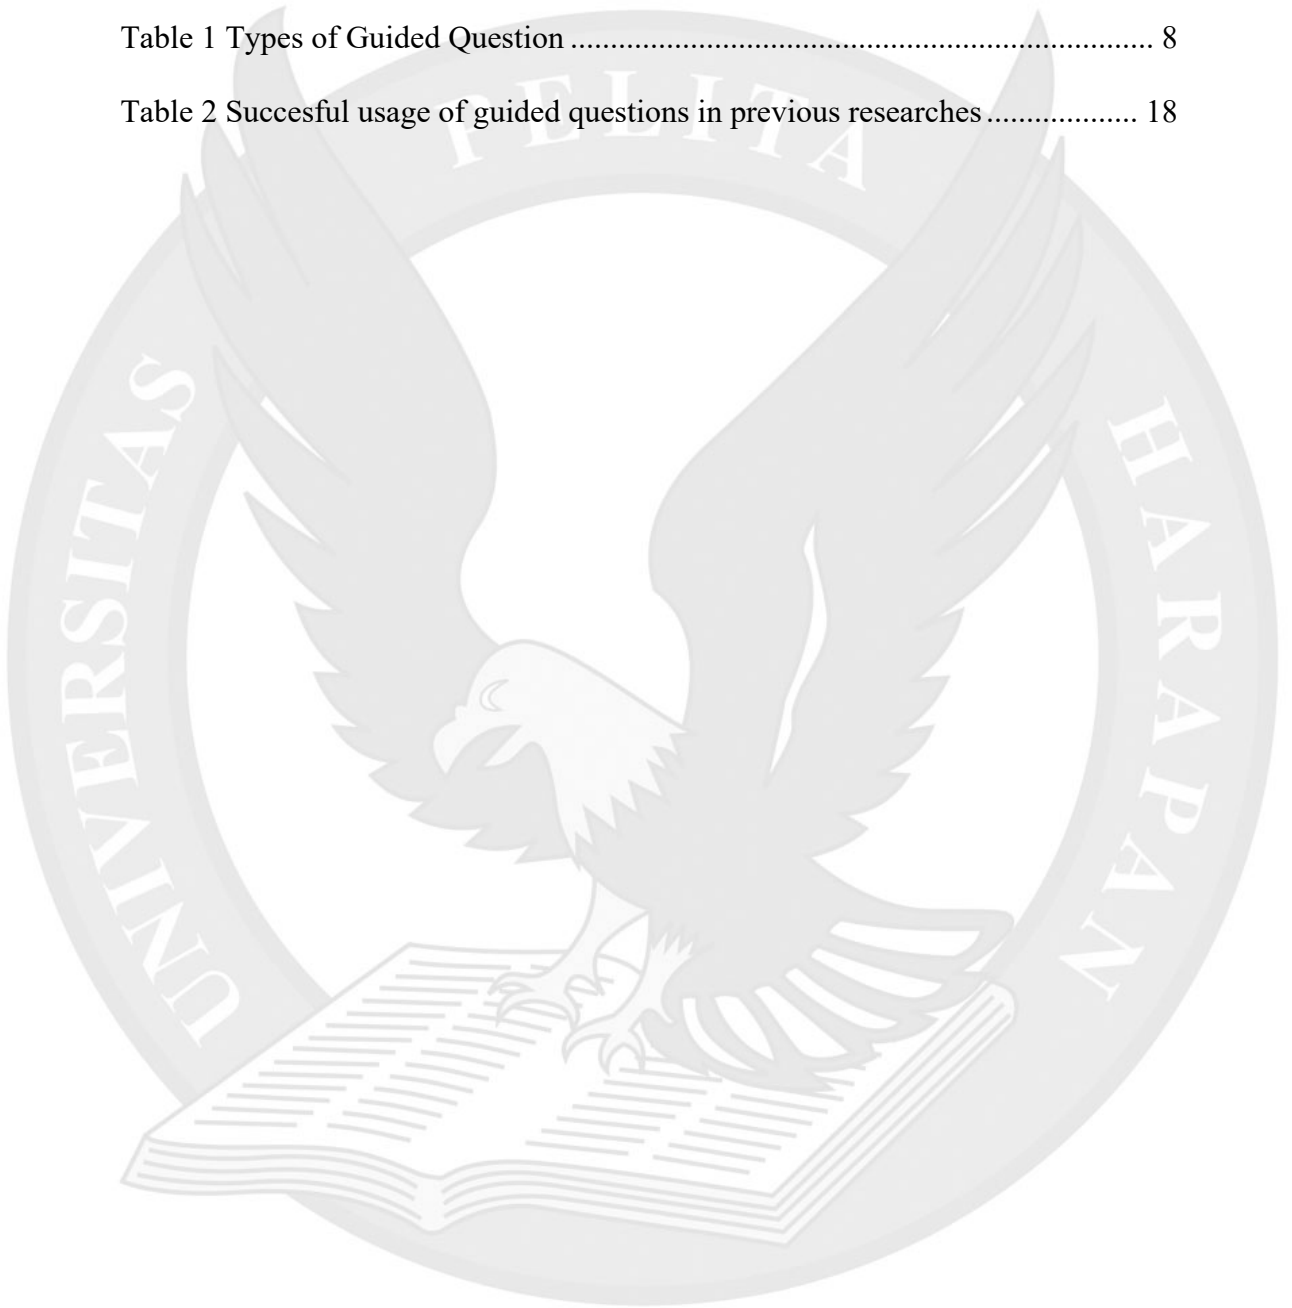 Table 1 Types of Guided Question ......................................................................... 8
Table 2 Succesful usage of guided questions in previous researches ................... 18
UNIVERSITAS PELITA HARAPAN